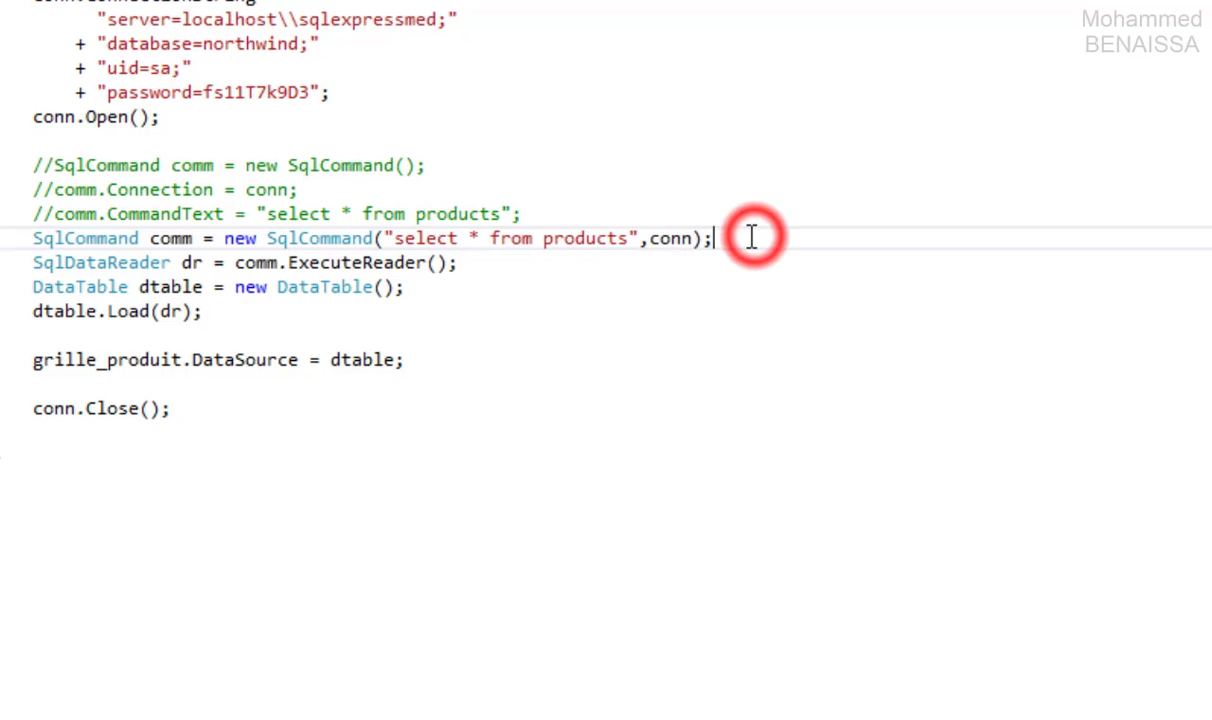 "server=localhost\\sqlexpressmed;"
+ "database=northwind;"
+ "uid=sa;"
+ "password=fs11T7k9D3";
conn.Open();
//SqlCommand comm = new SqlCommand();
//comm.Connection = conn;
//comm.CommandText = "select * from products";
SqlCommand comm = new SqlCommand("select * from products",conn);
SqlDataReader dr = comm.ExecuteReader();
DataTable dtable = new DataTable();
dtable.Load(dr);
grille_produit.DataSource = dtable;
conn.Close();
Mohammed
BENAISSA